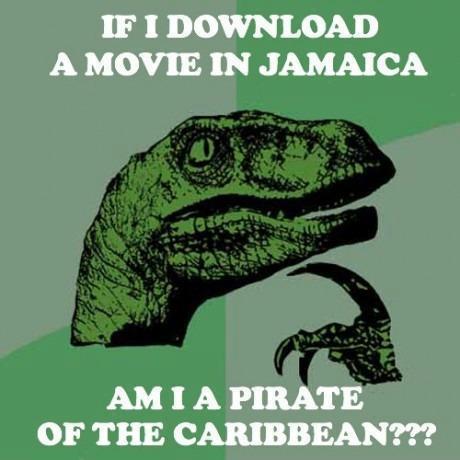 IF I DOWNLOAD
A MOVIE IN JAMAICA
AM I A PIRATE
OF THE CARIBBEAN???